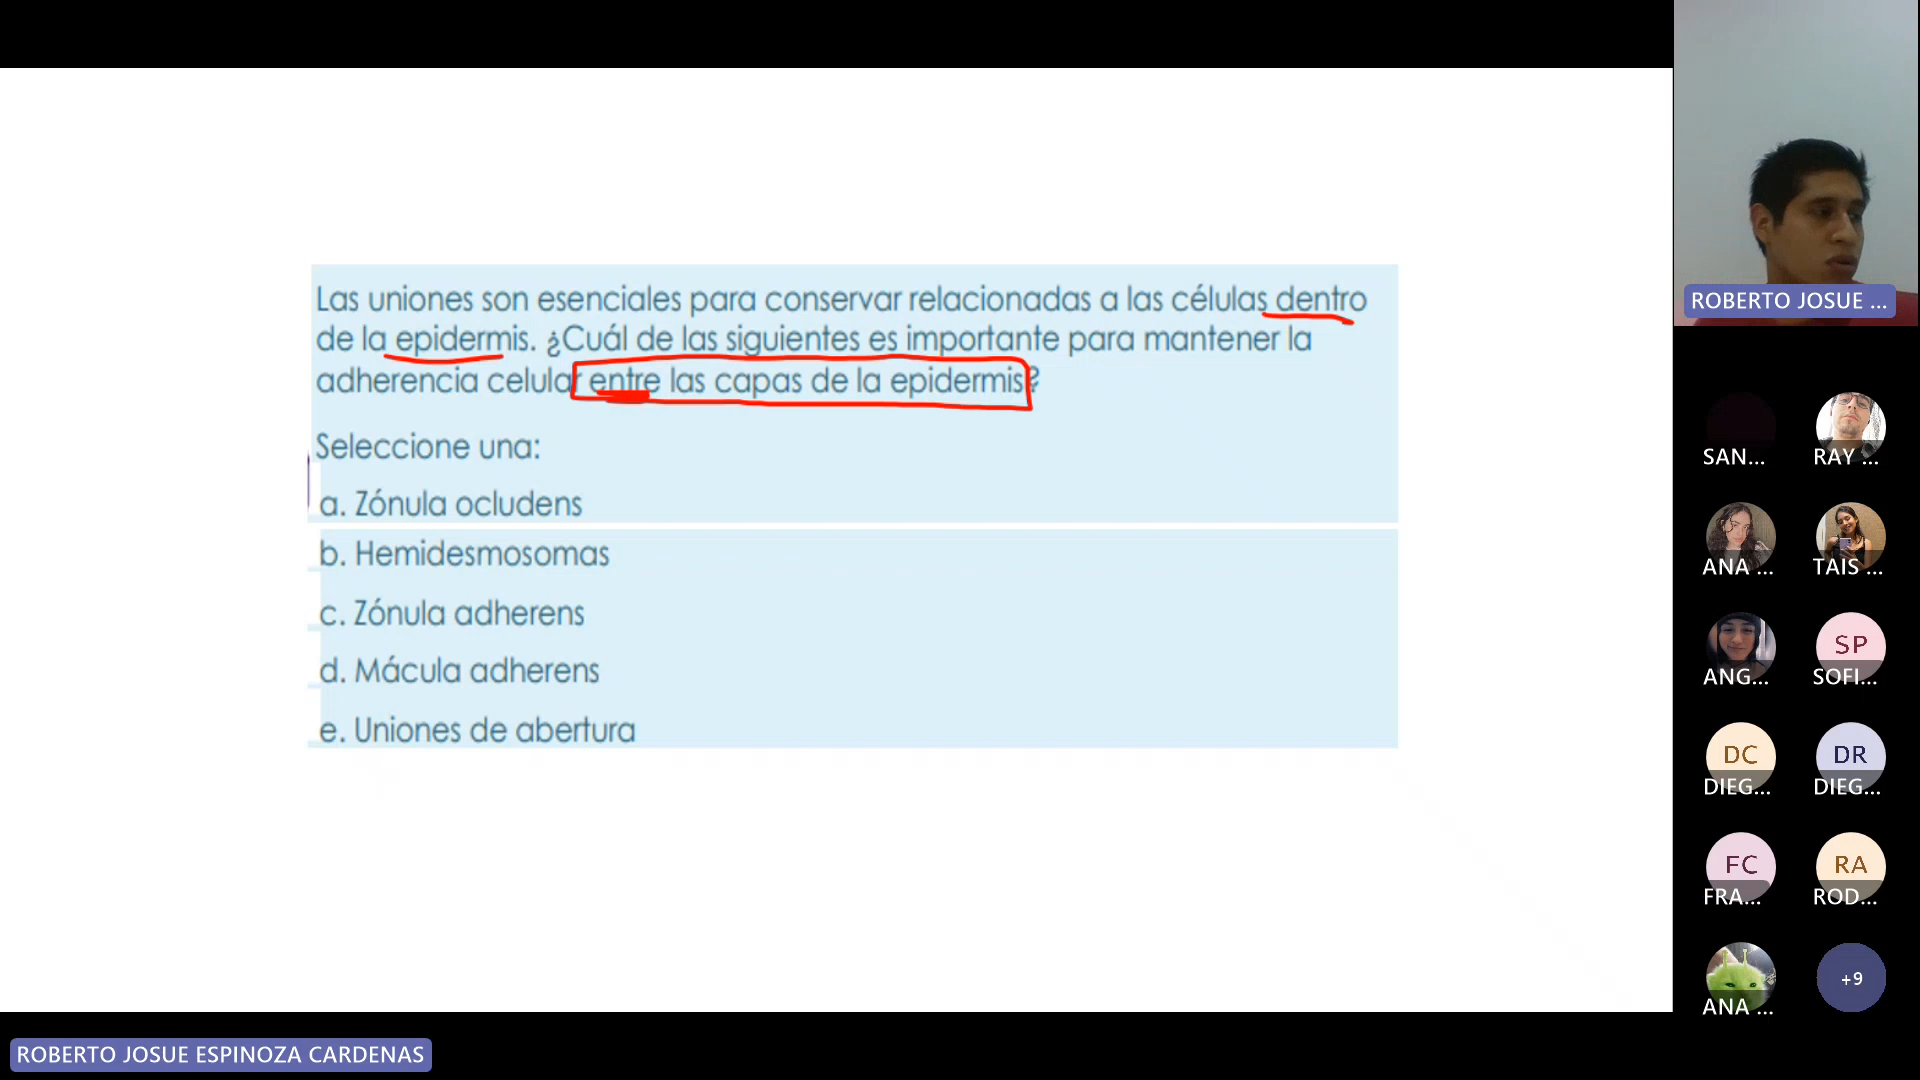 Las uniones son esenciales para conservar relacionadas a las células dentro
de la epidermis. ¿Cuál de las siguientes es importante para mantener la
adherencia celular entre las capas de la epidermis?
Seleccione una:
a. Zónula ocludens
b. Hemidesmosomas
c. Zónula adherens
d. Mácula adherens
e. Uniones de abertura
ROBERTO JOSUE ...
SAN...
RAY ...
ANA ...
TAIS ...
ANG...
SP
SOFI...
DC
DIEG...
DR
DIEG...
FC
FRA...
RA
ROD...
ANA ...
+9
ROBERTO JOSUE ESPINOZA CARDENAS